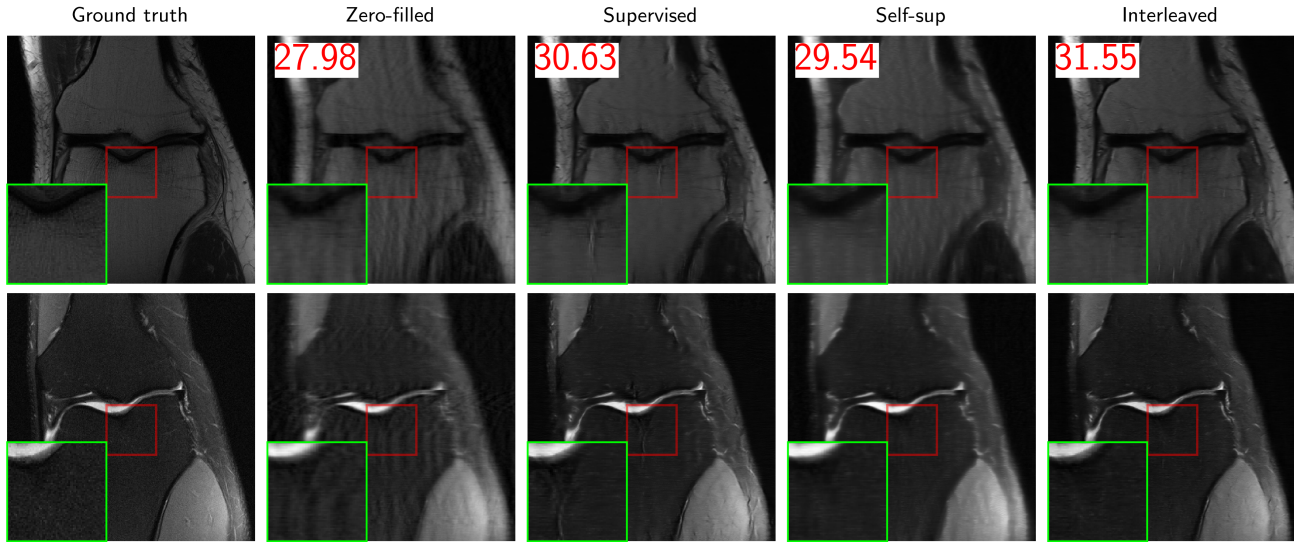 Ground truth Zero-filled Supervised Self-sup Interleaved
27.98 30.63 29.54 31.55